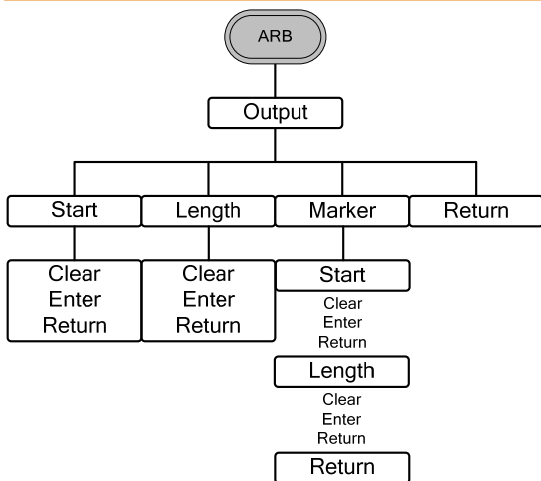 ARB
Output
Start Length Marker Return
Clear Clear Start
Enter Enter
Return Return
Clear
Enter
Return
Length
Clear
Enter
Return
Return